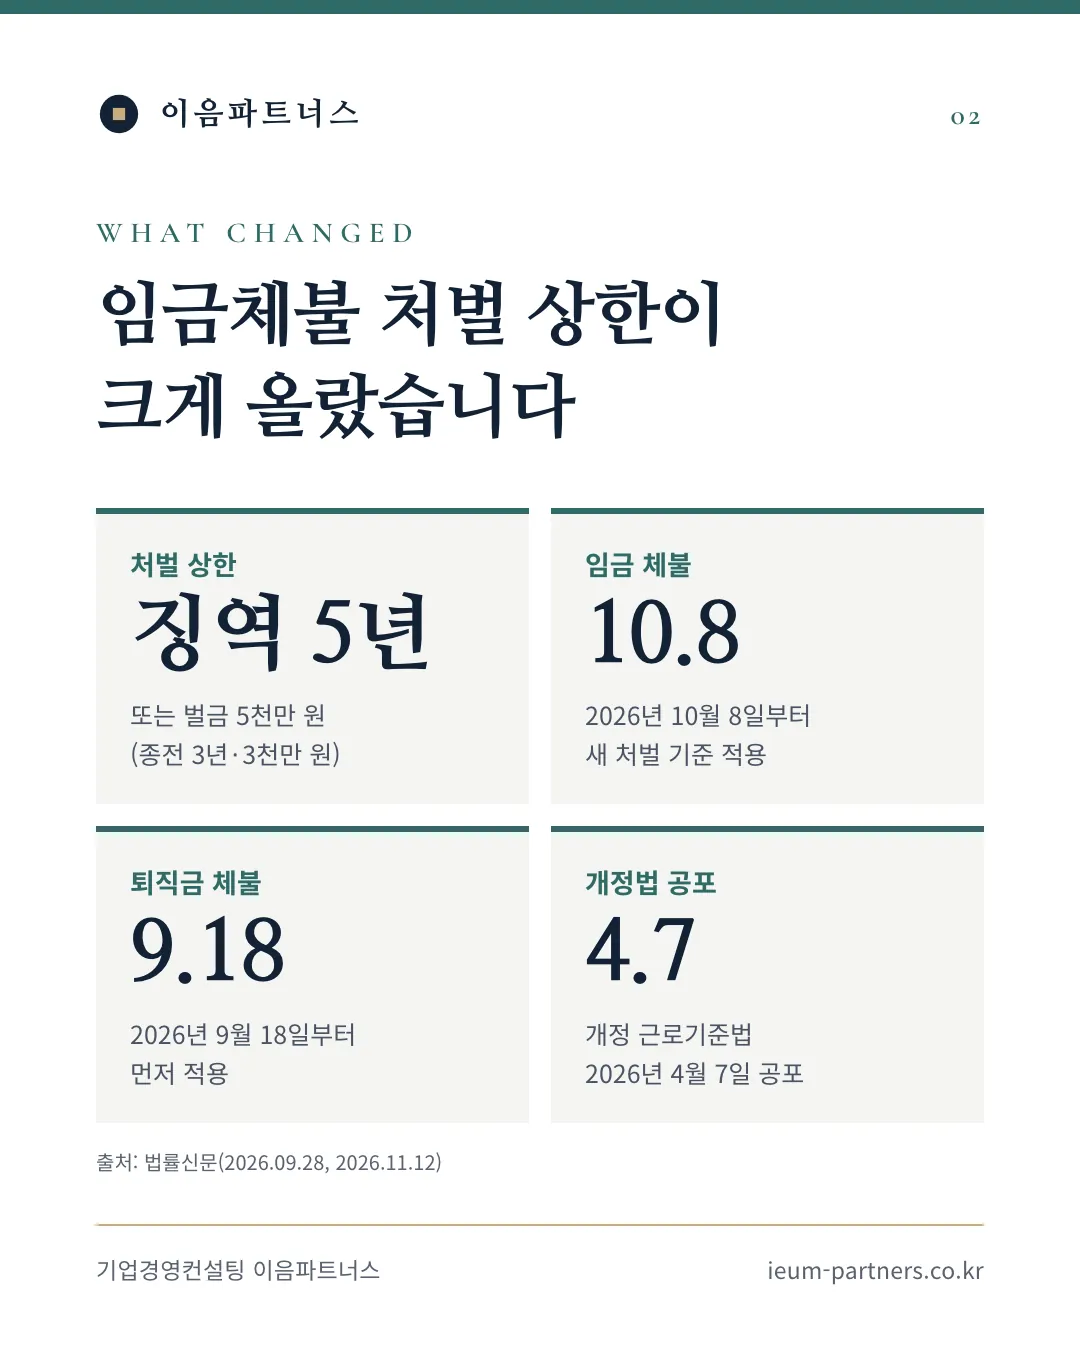 이음파트너스
02
WHAT CHANGED
임금체불 처벌 상한이
크게 올랐습니다
처벌 상한
징역 5년
또는 벌금 5천만 원
(종전 3년·3천만 원)
임금 체불
10.8
2026년 10월 8일부터
새 처벌 기준 적용
퇴직금 체불
9.18
2026년 9월 18일부터
먼저 적용
개정법 공포
4.7
개정 근로기준법
2026년 4월 7일 공포
출처: 법률신문(2026.09.28, 2026.11.12)
기업경영컨설팅 이음파트너스
ieum-partners.co.kr